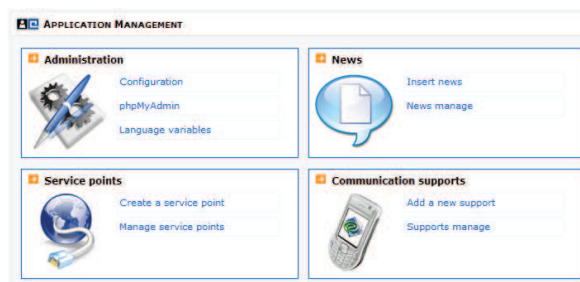 APPLICATION MANAGEMENT
Administration
Configuration
phpMyAdmin
Language variables
News
Insert news
News manage
Service points
Create a service point
Manage service points
Communication supports
Add a new support
Supports manage